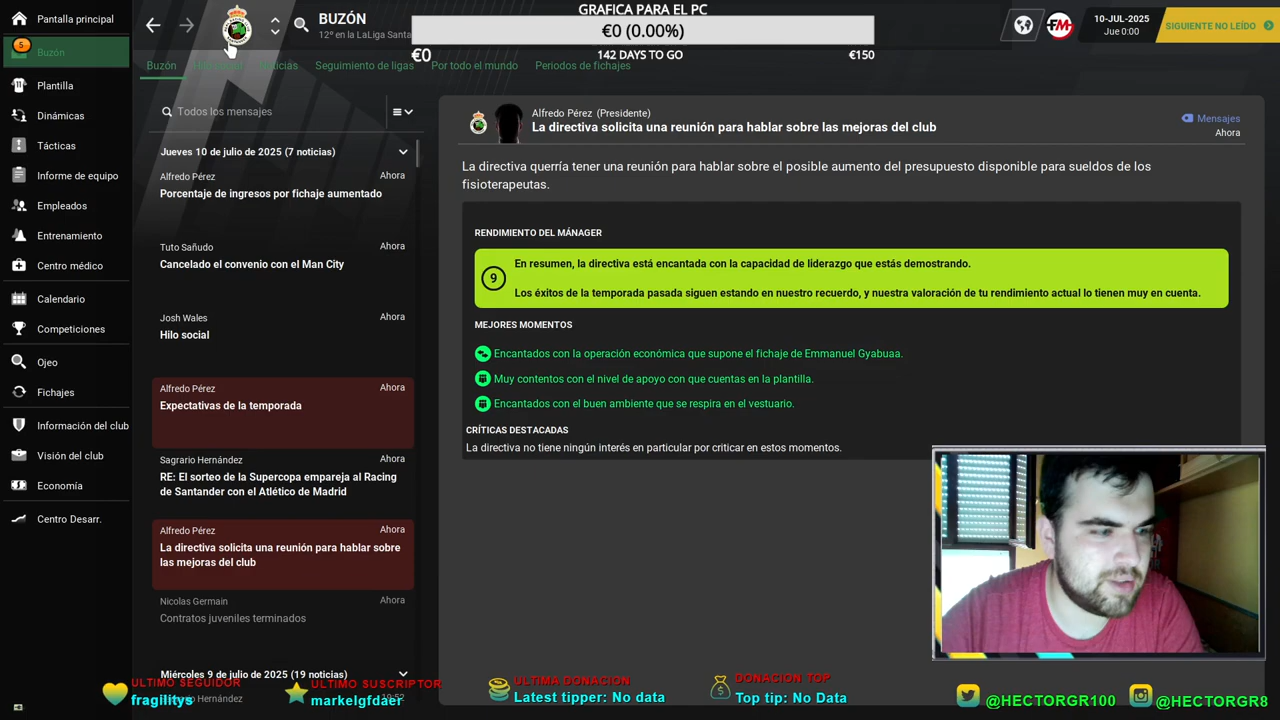 Pantalla principal
5
Buzón
Plantilla
Dinámicas
Tácticas
Informe de equipo
Empleados
Entrenamiento
Centro médico
Calendario
Competiciones
Ojeo
Fichajes
Información del club
Visión del club
Economía
Centro Desarr.
BUZÓN
12º en la LaLiga Santa
GRAFICA PARA EL PC
€0 (0.00%)
€0
142 DAYS TO GO
€150
FM
10-JUL-2025
Jue 0:00
SIGUIENTE NO LEÍDO
Buzón
Seguimiento de ligas
Por todo el mundo
Periodos de fichajes
Todos los mensajes
Jueves 10 de julio de 2025 (7 noticias)
Alfredo Pérez
Ahora
Porcentaje de ingresos por fichaje aumentado
Tuto Sañudo
Ahora
Cancelado el convenio con el Man City
Josh Wales
Ahora
Hilo social
Alfredo Pérez
Ahora
Expectativas de la temporada
Sagrario Hernández
Ahora
RE: El sorteo de la Supercopa empareja al Racing
de Santander con el Atlético de Madrid
Alfredo Pérez
Ahora
La directiva solicita una reunión para hablar sobre
las mejoras del club
Nicolas Germain
Ahora
Contratos juveniles terminados
Miércoles 9 de julio de 2025 (19 noticias)
Alfredo Pérez (Presidente)
La directiva solicita una reunión para hablar sobre las mejoras del club
Mensajes
Ahora
La directiva querría tener una reunión para hablar sobre el posible aumento del presupuesto disponible para sueldos de los
fisioterapeutas.
RENDIMIENTO DEL MÁNAGER
9
En resumen, la directiva está encantada con la capacidad de liderazgo que estás demostrando.
Los éxitos de la temporada pasada siguen estando en nuestro recuerdo, y nuestra valoración de tu rendimiento actual lo tienen muy en cuenta.
MEJORES MOMENTOS
Encantados con la operación económica que supone el fichaje de Emmanuel Gyabuaa.
Muy contentos con el nivel de apoyo con que cuentas en la plantilla.
Encantados con el buen ambiente que se respira en el vestuario.
CRÍTICAS DESTACADAS
La directiva no tiene ningún interés en particular por criticar en estos momentos.
ULTIMO SEGUIDOR
fragilitys
ULTIMO SUSCRIPTOR
markelgfdaer
ULTIMA DONACION
Latest tipper: No data
DONACION TOP
Top tip: No Data
@HECTORGR100
@HECTORGR8